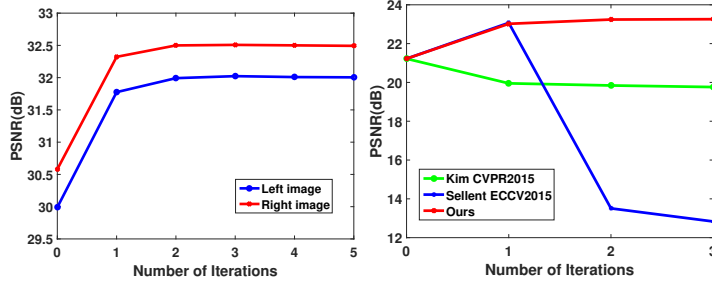 33
32.5
32
31.5
31
30.5
30
29.5
0 1 2 3 4 5
PSNR(dB)
Number of Iterations
Left image
Right image
24
22
20
18
16
14
12
0 1 2 3
PSNR(dB)
Number of Iterations
Kim CVPR2015
Sellent ECCV2015
Ours